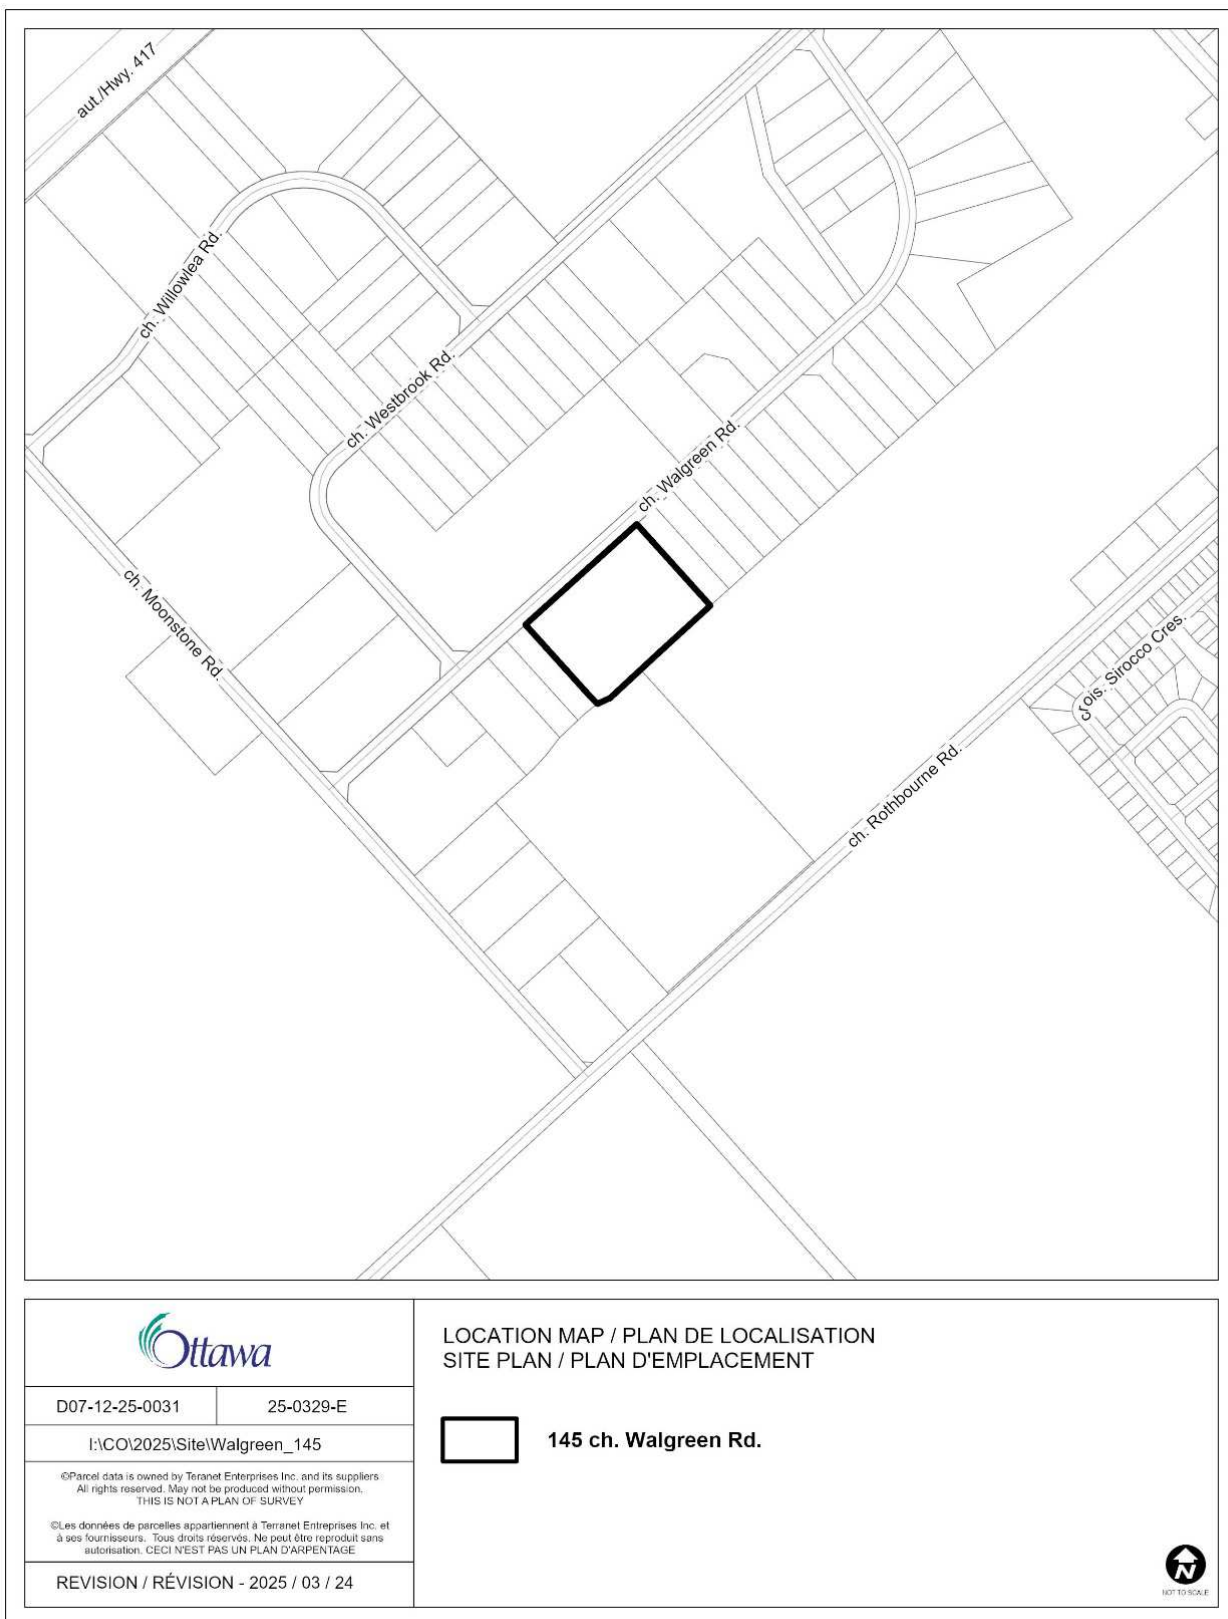 aut./Hwy. 417
ch. Willowlea Rd.
ch. Westbrook Rd.
ch. Walgreen Rd.
ch. Moonstone Rd.
crois. Sirocco Cres.
ch. Rothbourne Rd.
Ottawa
D07-12-25-0031 25-0329-E
I:\CO\2025\Site\Walgreen_145
©Parcel data is owned by Teranet Enterprises Inc. and its suppliers
All rights reserved. May not be produced without permission.
THIS IS NOT A PLAN OF SURVEY
©Les données de parcelles appartiennent à Terranet Entreprises Inc. et
à ses fournisseurs. Tous droits réservés. Ne peut être reproduit sans
autorisation. CECI N'EST PAS UN PLAN D'ARPENTAGE
REVISION / RÉVISION - 2025 / 03 / 24
LOCATION MAP / PLAN DE LOCALISATION
SITE PLAN / PLAN D'EMPLACEMENT
145 ch. Walgreen Rd.
N
NOT TO SCALE